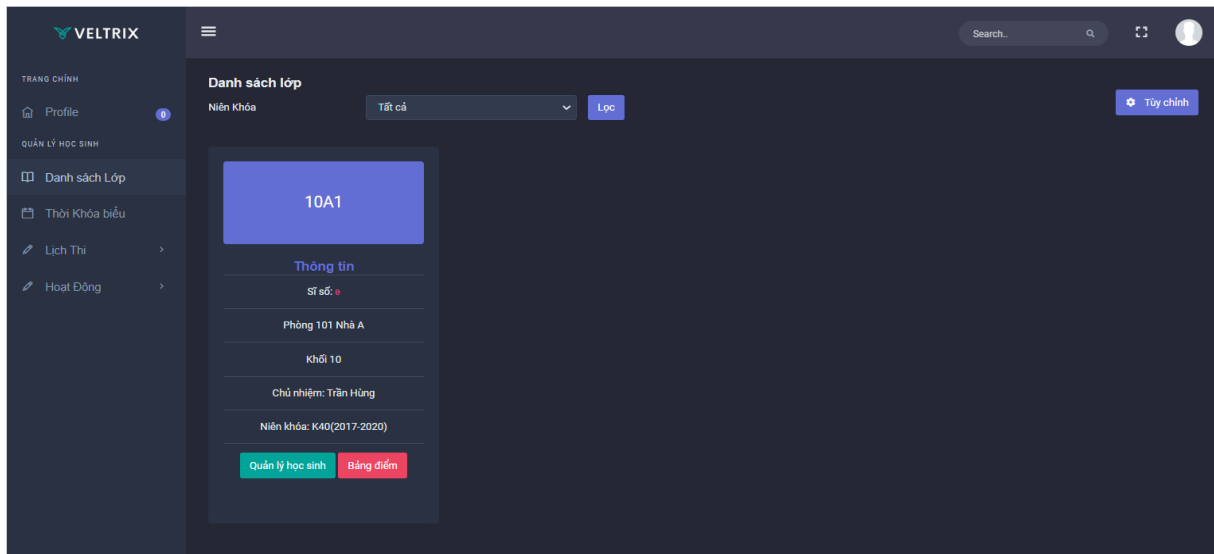 VELTRIX
Search..
TRANG CHÍNH
Profile
0
QUẢN LÝ HỌC SINH
Danh sách Lớp
Thời Khóa biểu
Lịch Thi
Hoạt Động
Danh sách lớp
Niên Khóa
Tất cả
Lọc
Tùy chỉnh
10A1
Thông tin
Sĩ số: 0
Phòng 101 Nhà A
Khối 10
Chủ nhiệm: Trần Hùng
Niên khóa: K40(2017-2020)
Quản lý học sinh
Bảng điểm